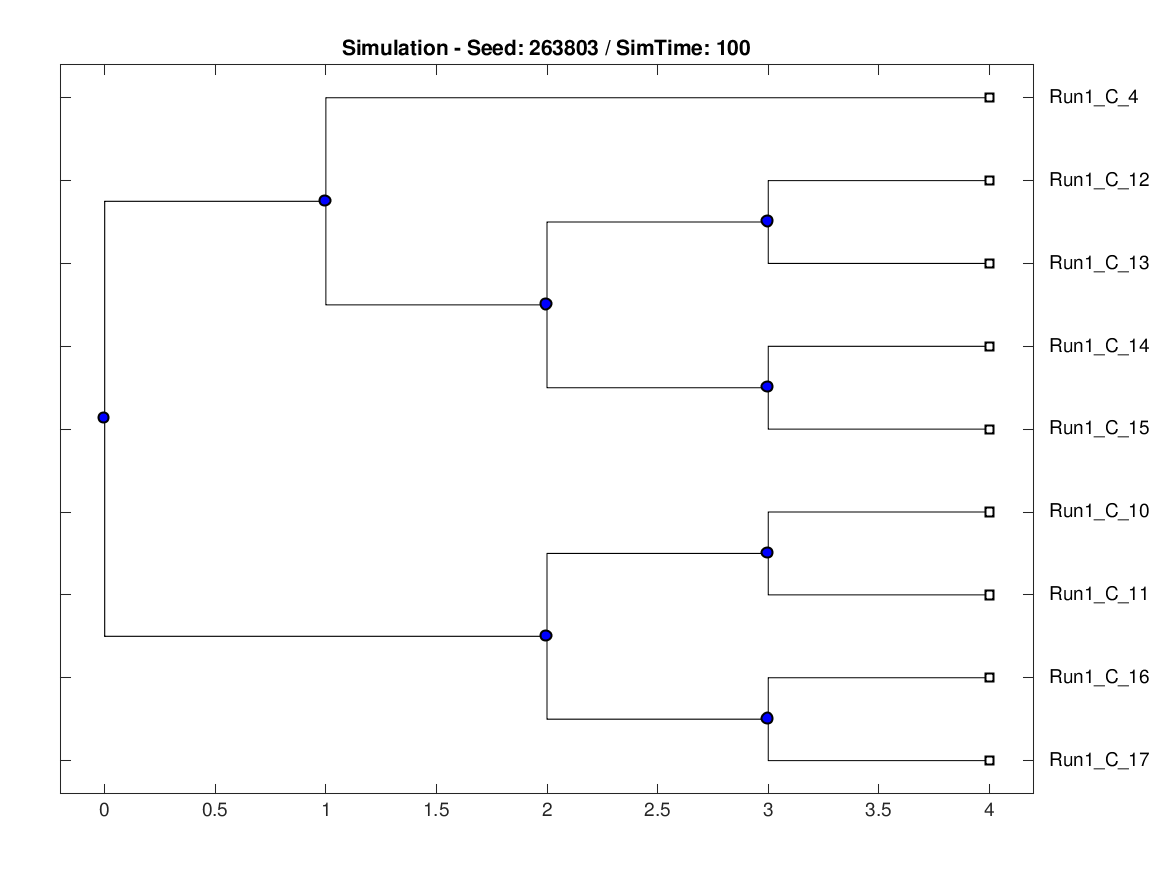 Simulation - Seed: 263803 / SimTime: 100
Run1_C_4
Run1_C_12
Run1_C_13
Run1_C_14
Run1_C_15
Run1_C_10
Run1_C_11
Run1_C_16
Run1_C_17
0 0.5 1 1.5 2 2.5 3 3.5 4